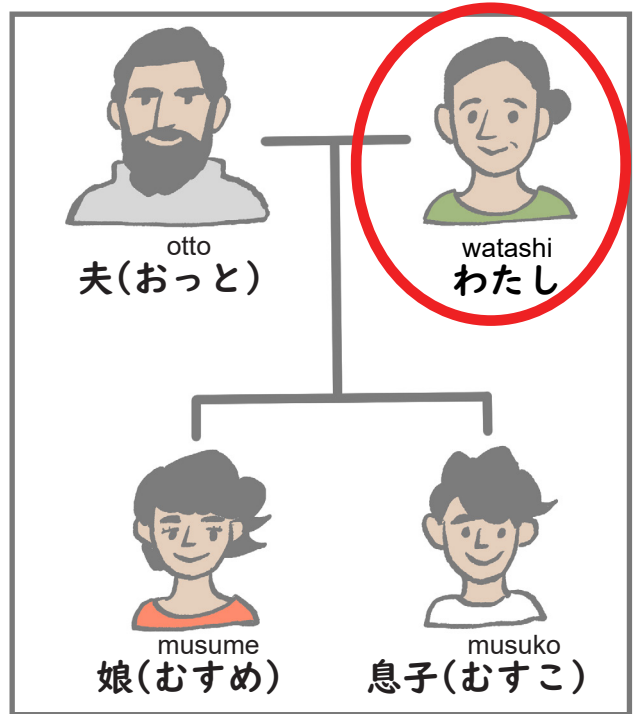 otto
夫(おっと)
watashi
わたし
musume
娘(むすめ)
musuko
息子(むすこ)